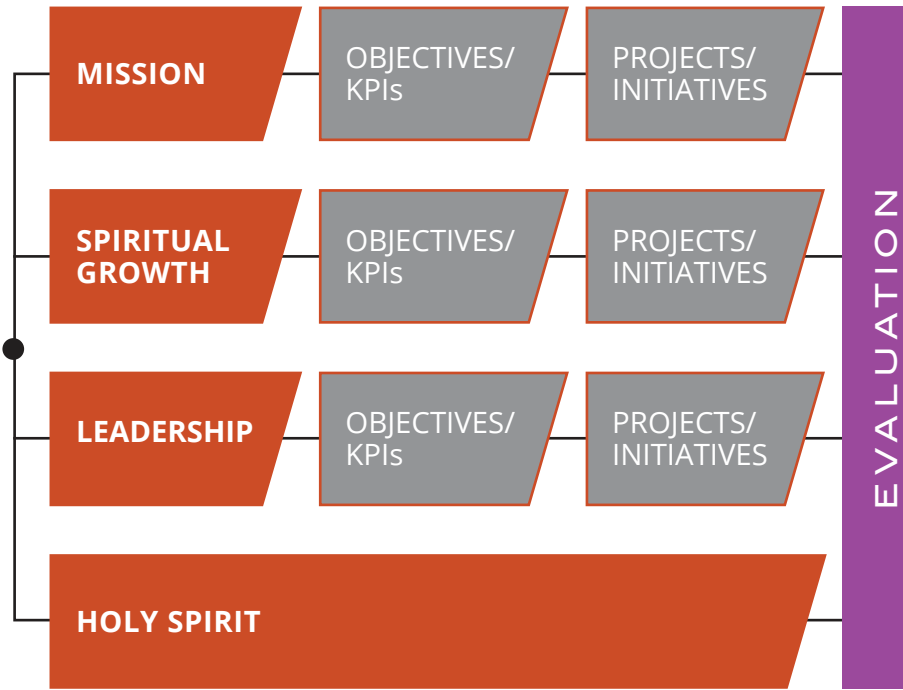 MISSION
OBJECTIVES/
KPIs
PROJECTS/
INITIATIVES
SPIRITUAL
GROWTH
OBJECTIVES/
KPIs
PROJECTS/
INITIATIVES
LEADERSHIP
OBJECTIVES/
KPIs
PROJECTS/
INITIATIVES
HOLY SPIRIT
EVALUATION